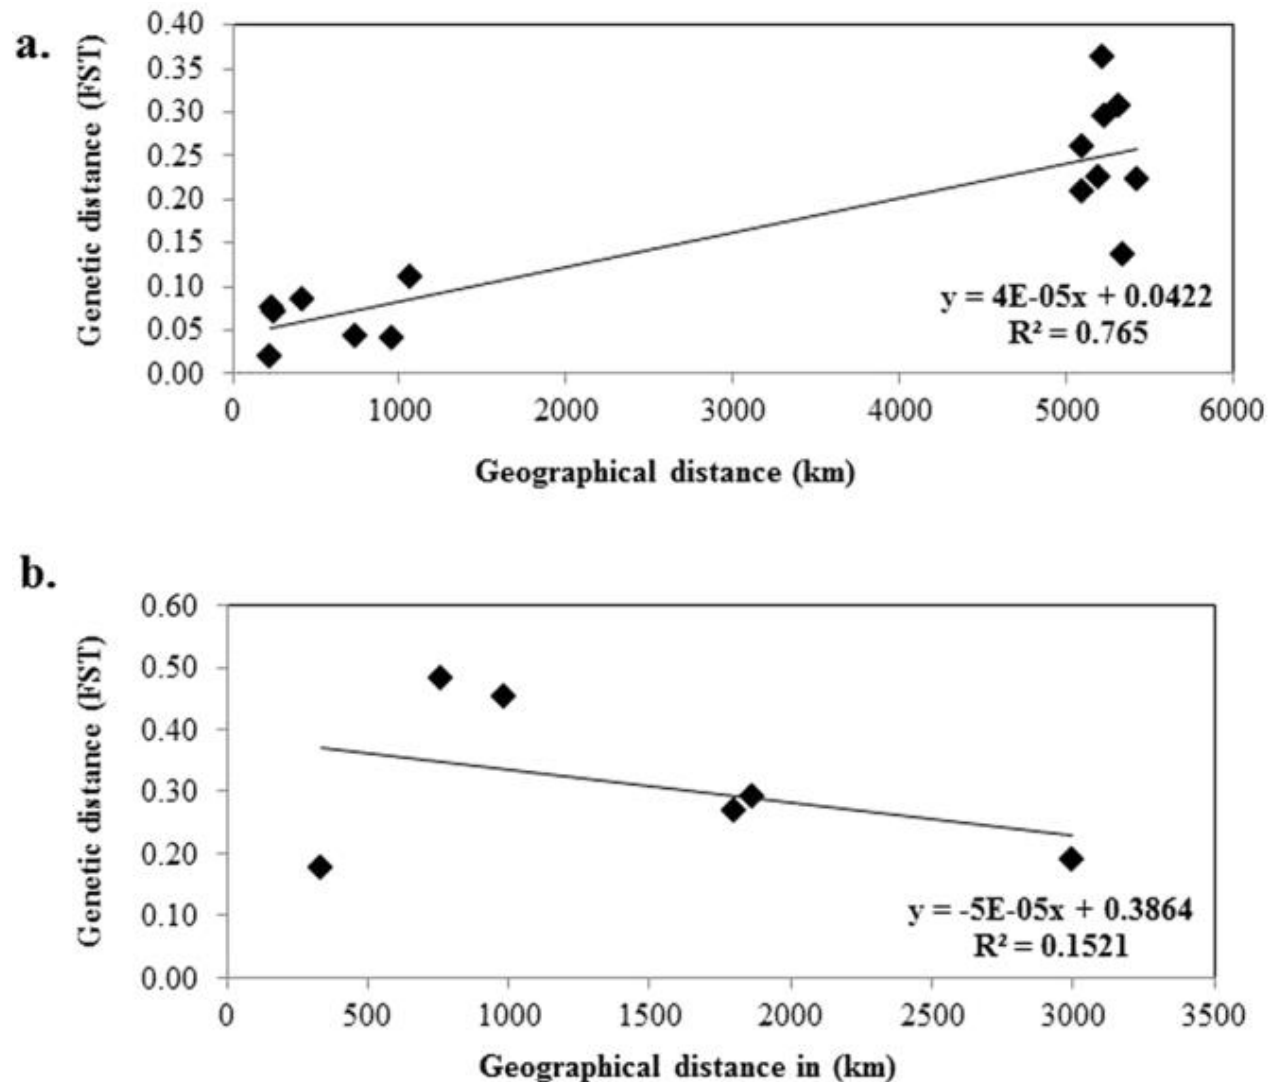 a.
Genetic distance (FST)
0.40
0.35
0.30
0.25
0.20
0.15
0.10
0.05
0.00
y = 4E-05x + 0.0422
R² = 0.765
0 1000 2000 3000 4000 5000 6000
Geographical distance (km)
b.
Genetic distance (FST)
0.60
0.50
0.40
0.30
0.20
0.10
0.00
y = -5E-05x + 0.3864
R² = 0.1521
0 500 1000 1500 2000 2500 3000 3500
Geographical distance in (km)